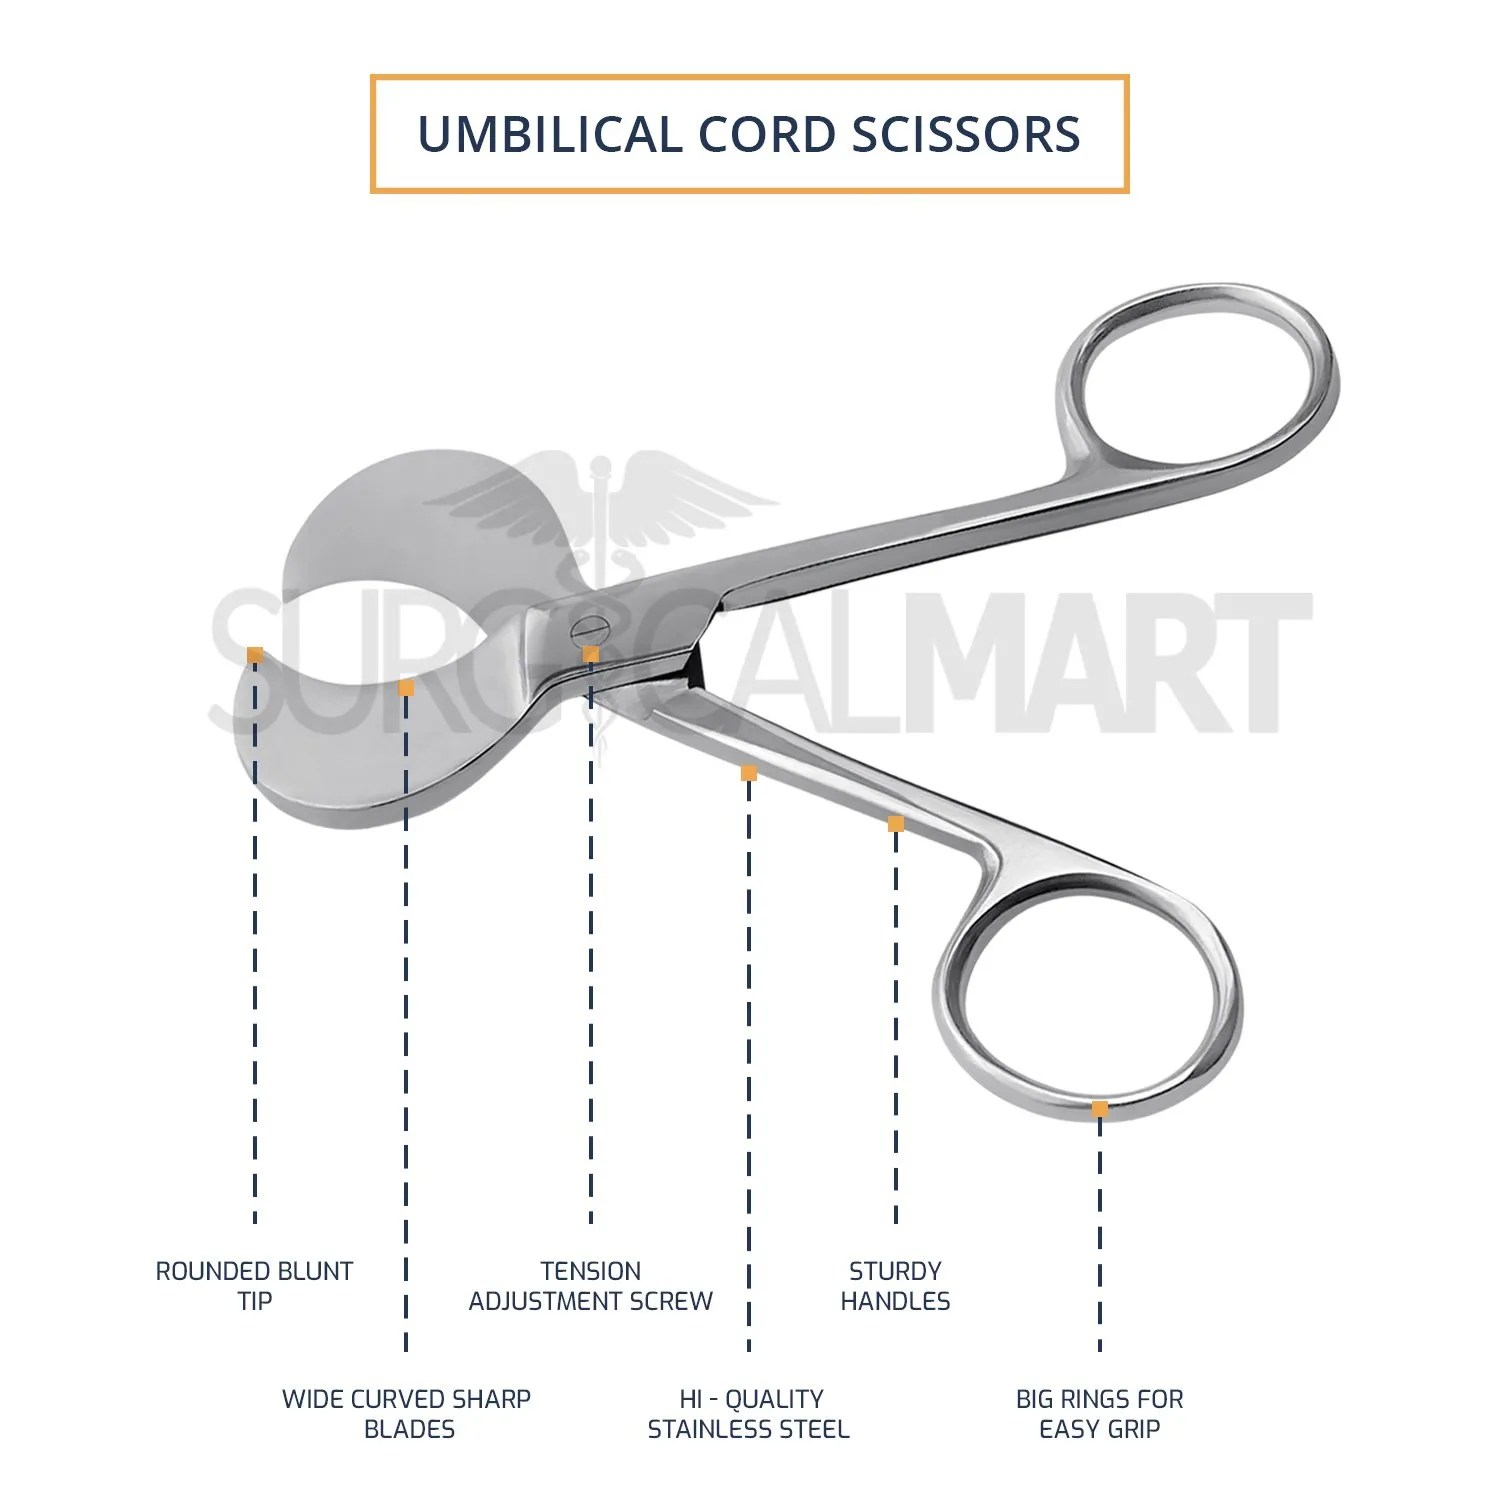 UMBILICAL CORD SCISSORS
SURGICALMART
ROUNDED BLUNT
TIP
TENSION
ADJUSTMENT SCREW
STURDY
HANDLES
WIDE CURVED SHARP
BLADES
HI - QUALITY
STAINLESS STEEL
BIG RINGS FOR
EASY GRIP